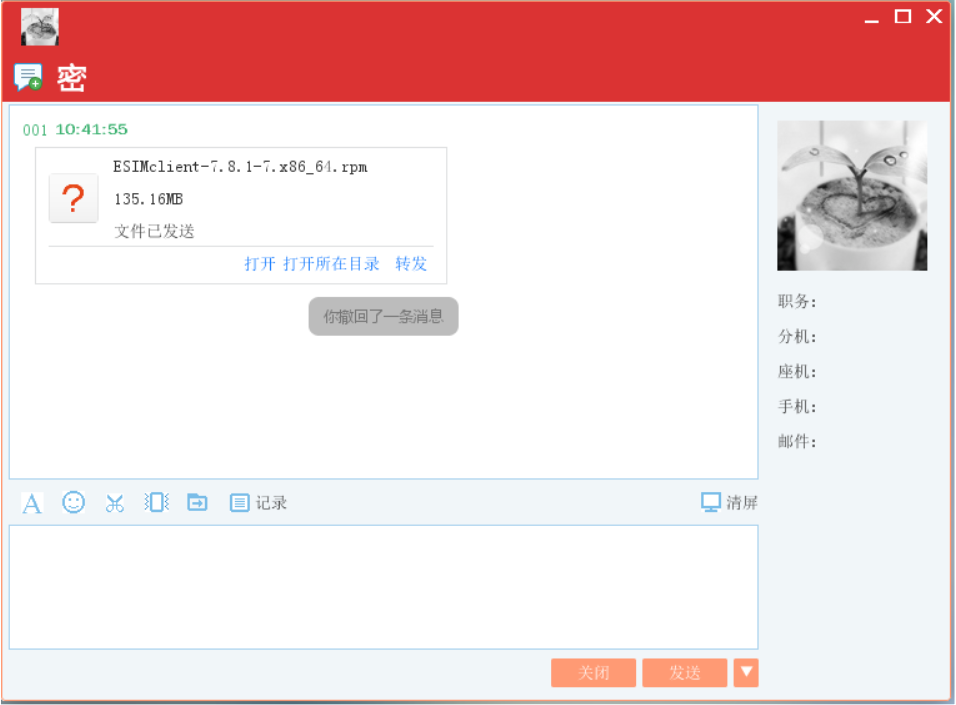 密
001 10:41:55
ESIMclient-7.8.1-7.x86_64.rpm
135.16MB
文件已发送
打开 打开所在目录 转发
你撤回了一条消息
职务：
分机：
座机：
手机：
邮件：
A 记录 清屏
关闭 发送